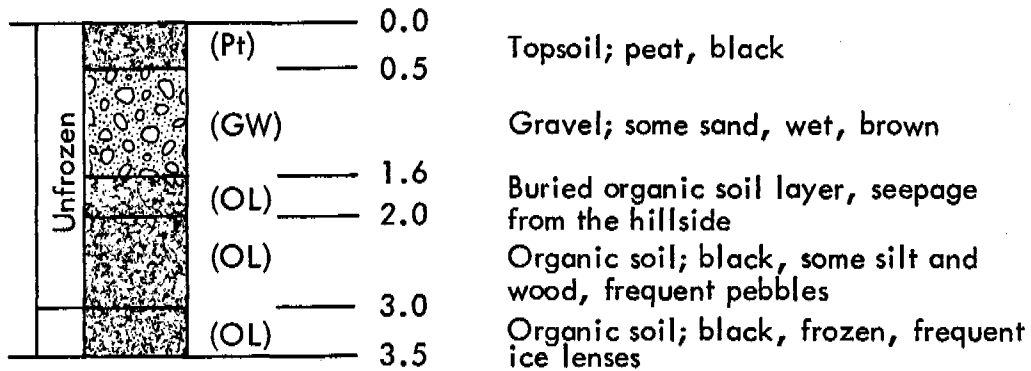 0.0
(Pt)
Topsoil; peat, black
0.5
Unfrozen
(GW)
Gravel; some sand, wet, brown
1.6
(OL)
Buried organic soil layer, seepage
from the hillside
2.0
(OL)
Organic soil; black, some silt and
wood, frequent pebbles
3.0
(OL)
Organic soil; black, frozen, frequent
ice lenses
3.5